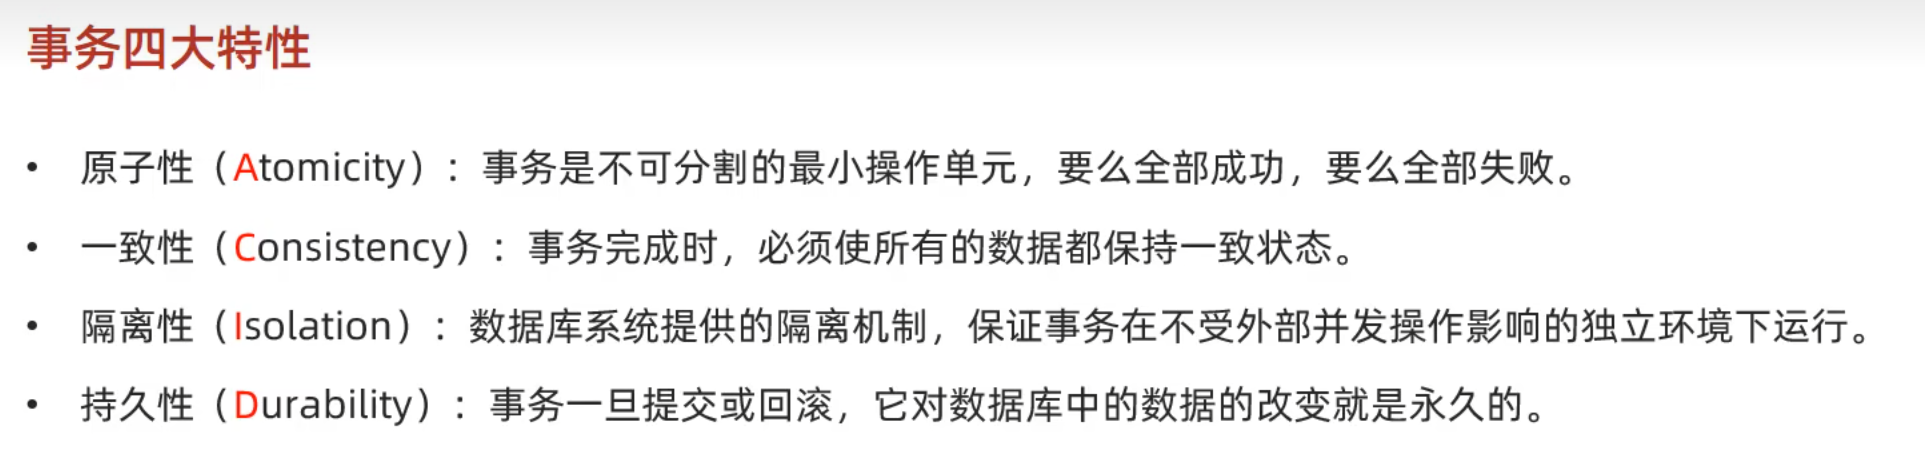 事务四大特性
• 原子性（Atomicity）：事务是不可分割的最小操作单元，要么全部成功，要么全部失败。
• 一致性（Consistency）：事务完成时，必须使所有的数据都保持一致状态。
• 隔离性（Isolation）：数据库系统提供的隔离机制，保证事务在不受外部并发操作影响的独立环境下运行。
• 持久性（Durability）：事务一旦提交或回滚，它对数据库中的数据的改变就是永久的。